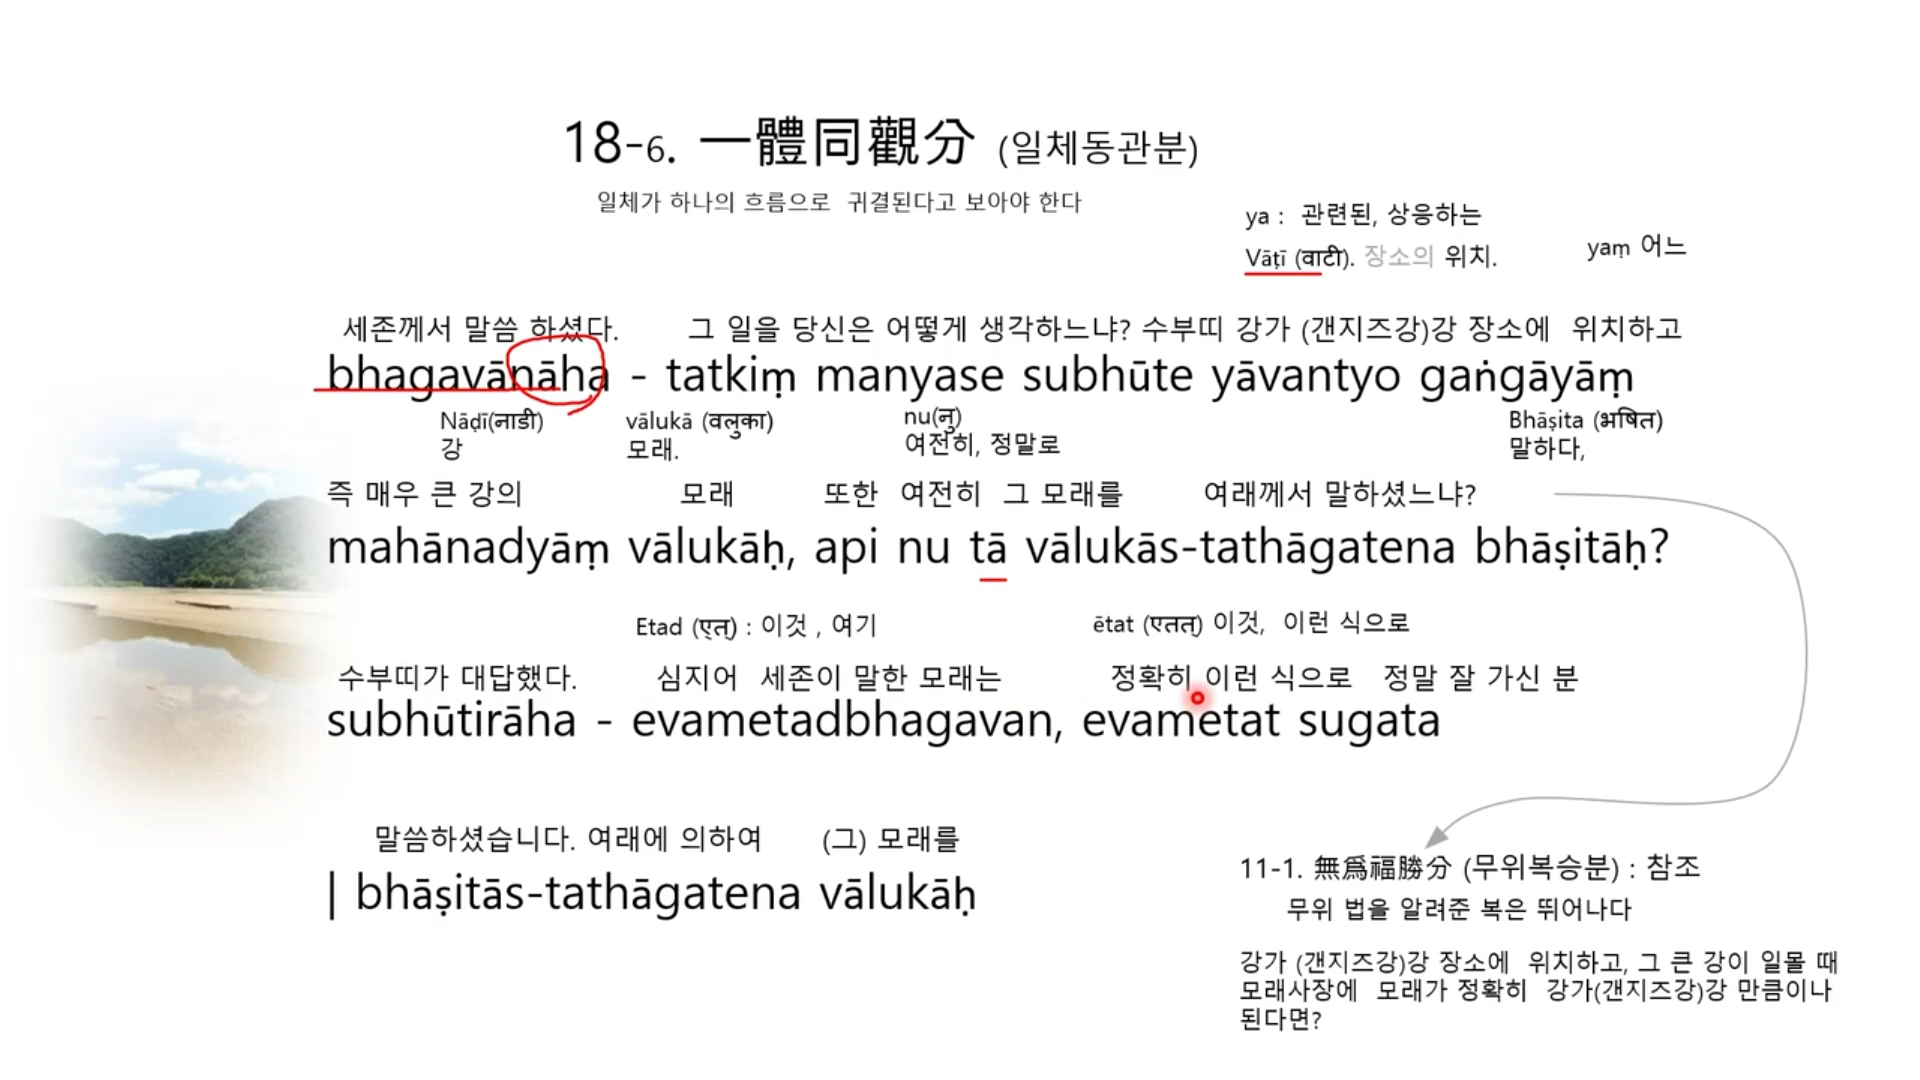 18-6. 一體同觀分 (일체동관분)
일체가 하나의 흐름으로 귀결된다고 보아야 한다
ya : 관련된, 상응하는
Vāṭī (वाटी). 장소의 위치.
yaṃ 어느
세존께서 말씀 하셨다. 그 일을 당신은 어떻게 생각하느냐? 수부띠 강가 (갠지즈강)강 장소에 위치하고
bhagavānāha - tatkiṃ manyase subhūte yāvantyo gaṅgāyāṃ
Nāḍī(नाडी) vālukā (वलुका) nu(नु) Bhāṣita (भषित)
강 모래. 여전히, 정말로 말하다,
즉 매우 큰 강의 모래 또한 여전히 그 모래를 여래께서 말하셨느냐?
mahānadyāṃ vālukāḥ, api nu tā vālukās-tathāgatena bhāṣitāḥ?
Etad (एत्) : 이것 , 여기 ētat (एतत्) 이것, 이런 식으로
수부띠가 대답했다. 심지어 세존이 말한 모래는 정확히 이런 식으로 정말 잘 가신 분
subhūtirāha - evametadbhagavan, evametat sugata
말씀하셨습니다. 여래에 의하여 (그) 모래를
| bhāṣitās-tathāgatena vālukāḥ
11-1. 無爲福勝分 (무위복승분) : 참조
무위 법을 알려준 복은 뛰어나다
강가 (갠지즈강)강 장소에 위치하고, 그 큰 강이 일몰 때
모래사장에 모래가 정확히 강가(갠지즈강)강 만큼이나
된다면?